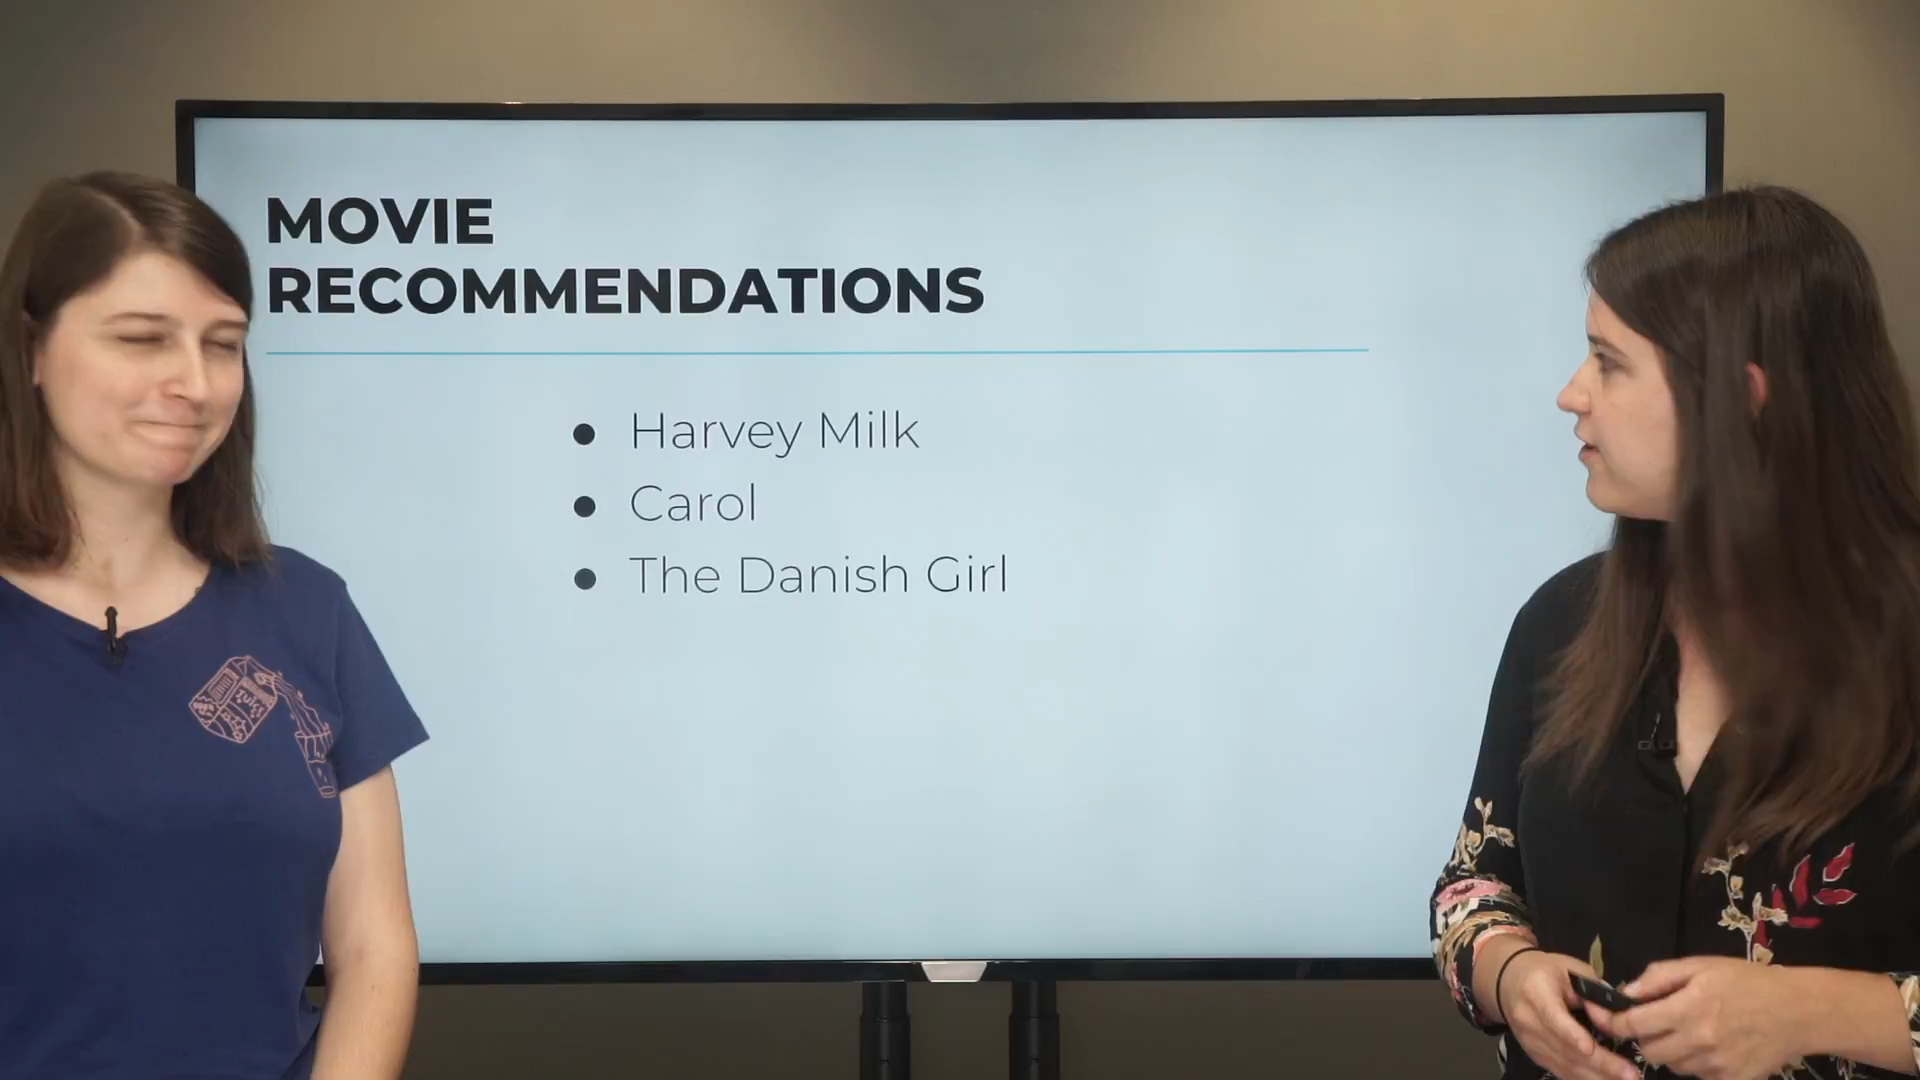 MOVIE
RECOMMENDATIONS
● Harvey Milk
● Carol
● The Danish Girl